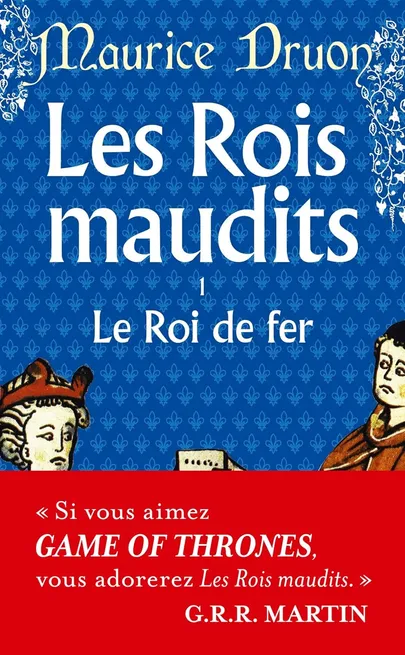 Maurice Druon
Les Rois
maudits
1
Le Roi de fer
« Si vous aimez
GAME OF THRONES,
vous adorerez Les Rois maudits. »
G.R.R. MARTIN